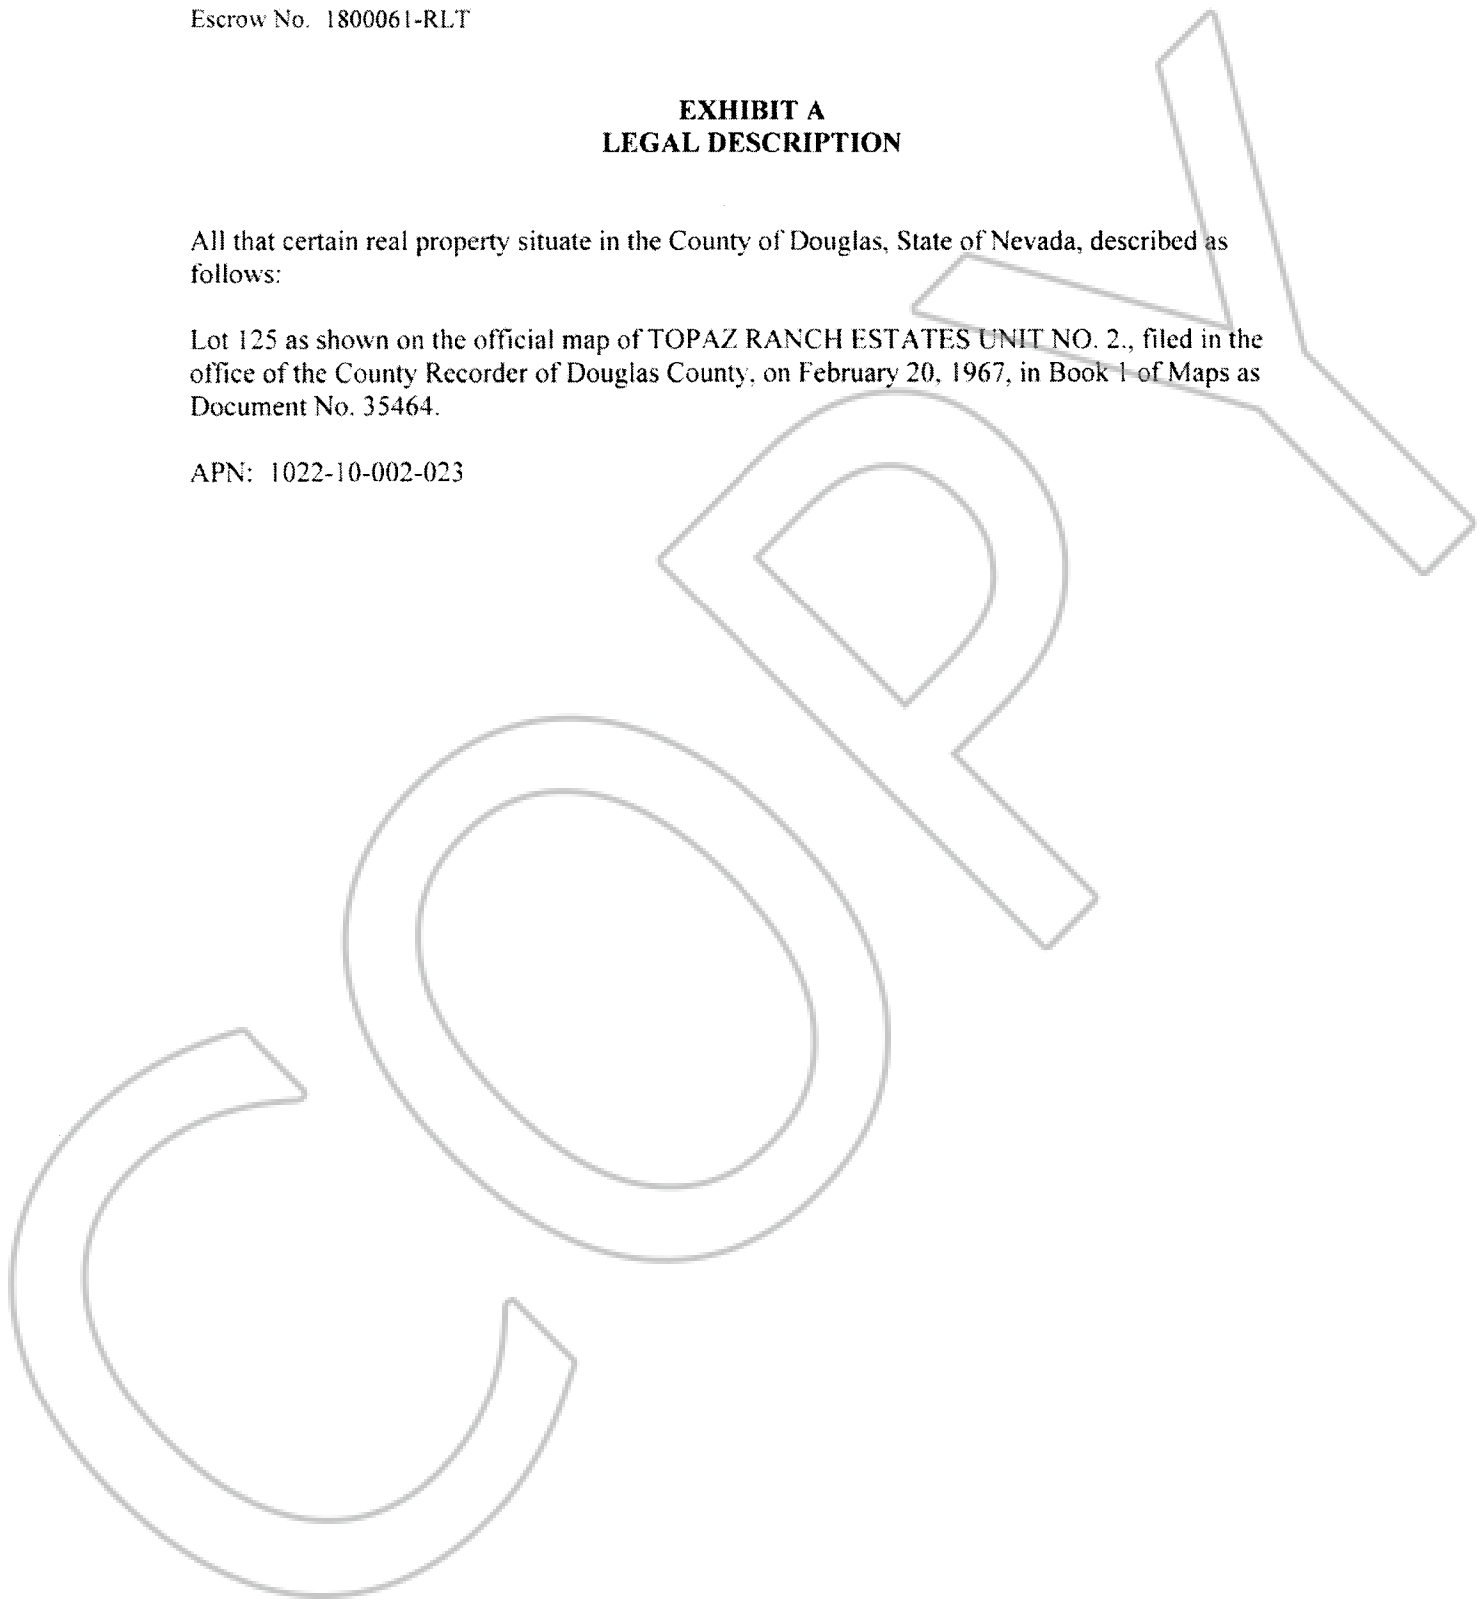 Escrow No. 1800061-RLT
EXHIBIT A
LEGAL DESCRIPTION
All that certain real property situate in the County of Douglas, State of Nevada, described as
follows:
Lot 125 as shown on the official map of TOPAZ RANCH ESTATES UNIT NO. 2., filed in the
office of the County Recorder of Douglas County, on February 20, 1967, in Book 1 of Maps as
Document No. 35464.
APN: 1022-10-002-023
COPY